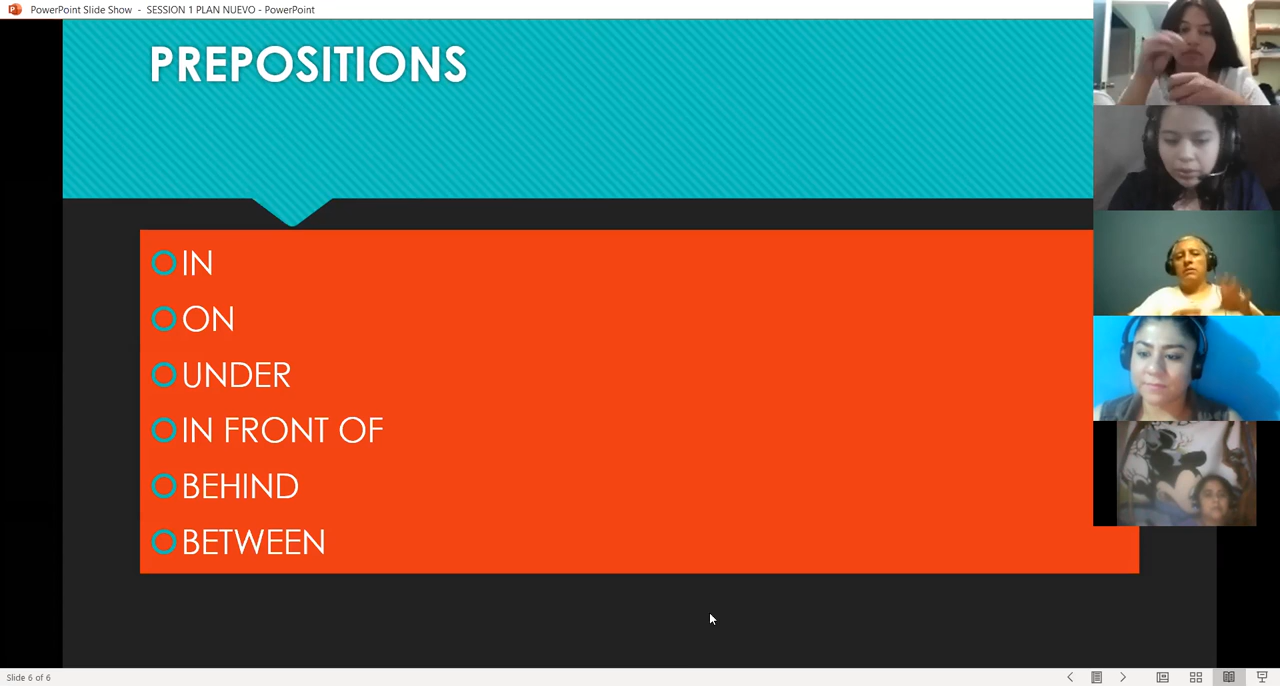 PowerPoint Slide Show - SESSION 1 PLAN NUEVO - PowerPoint
PREPOSITIONS
IN
ON
UNDER
IN FRONT OF
BEHIND
BETWEEN
Slide 6 of 6